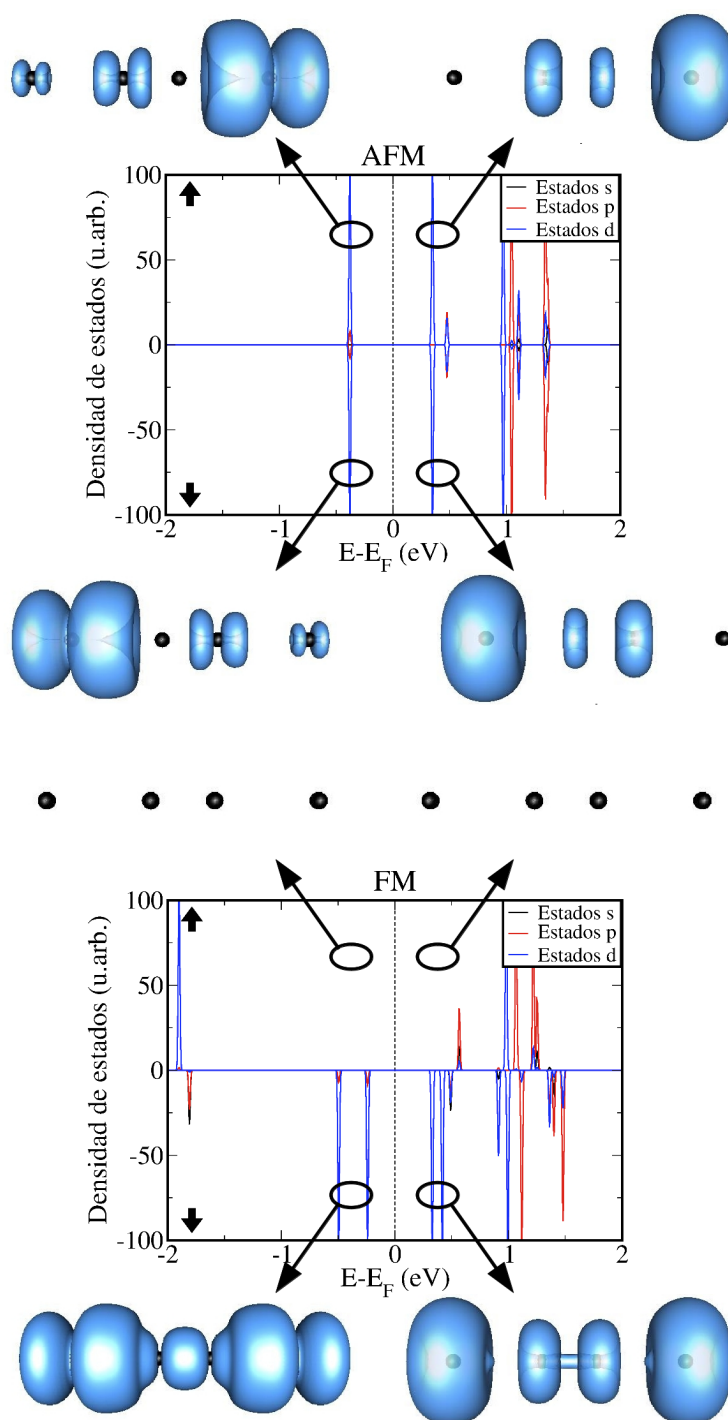 AFM
Estados s
Estados p
Estados d
Densidad de estados (u.arb.)
100
50
0
-50
-100
-2
-1
0
1
2
E-E_F (eV)
FM
Estados s
Estados p
Estados d
Densidad de estados (u.arb.)
100
50
0
-50
-100
-2
-1
0
1
2
E-E_F (eV)